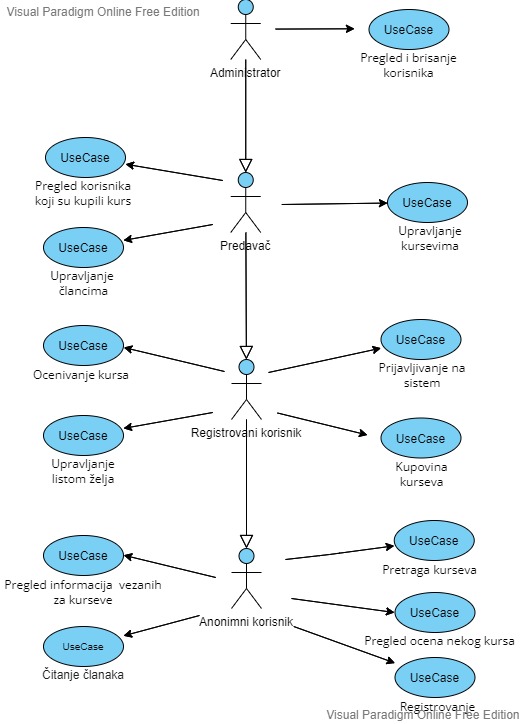 Visual Paradigm Online Free Edition
UseCase
Pregled i brisanje
korisnika
Administrator
UseCase
Pregled korisnika
koji su kupili kurs
UseCase
Upravljanje
kursevima
Predavač
UseCase
Upravljanje
člancima
UseCase
Ocenivanje kursa
UseCase
Prijavljivanje na
sistem
Registrovani korisnik
UseCase
Upravljanje
listom želja
UseCase
Kupovina
kurseva
UseCase
Pregled informacija vezanih
za kurseve
UseCase
Pretraga kurseva
Anonimni korisnik
UseCase
Pregled ocena nekog kursa
UseCase
Čitanje članaka
UseCase
Registrovanje
Visual Paradigm Online Free Edition